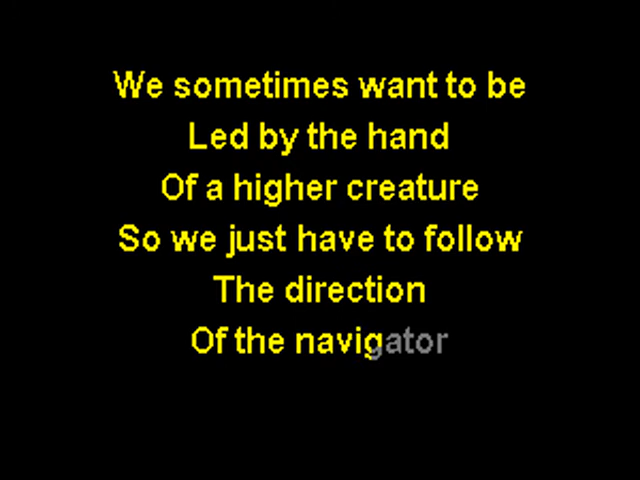 We sometimes want to be
Led by the hand
Of a higher creature
So we just have to follow
The direction
Of the navigator